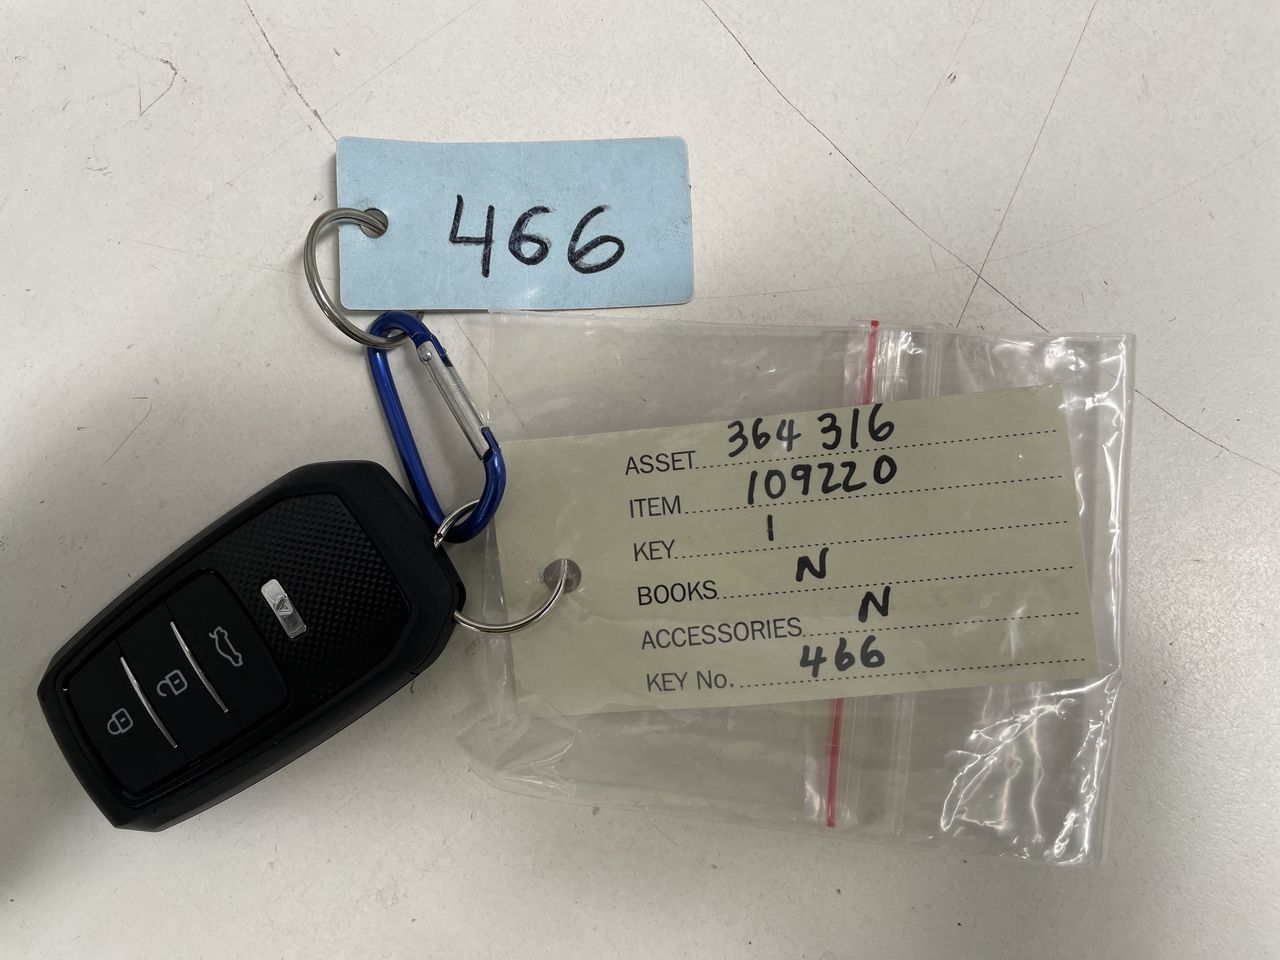 466
ASSET 364 316
ITEM 109220
KEY 1
BOOKS N
ACCESSORIES N
KEY No. 466